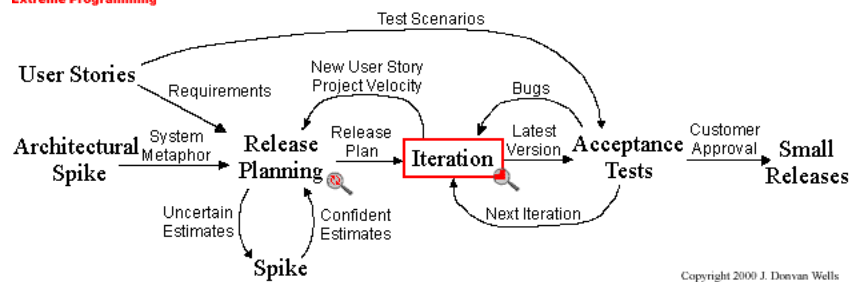 Extreme Programming
Test Scenarios
User Stories
Requirements
New User Story
Project Velocity
Bugs
Architectural
Spike
System
Metaphor
Release
Planning
Release
Plan
Iteration
Latest
Version
Acceptance
Tests
Customer
Approval
Small
Releases
Uncertain
Estimates
Confident
Estimates
Next Iteration
Spike
Copyright 2000 J. Donvan Wells